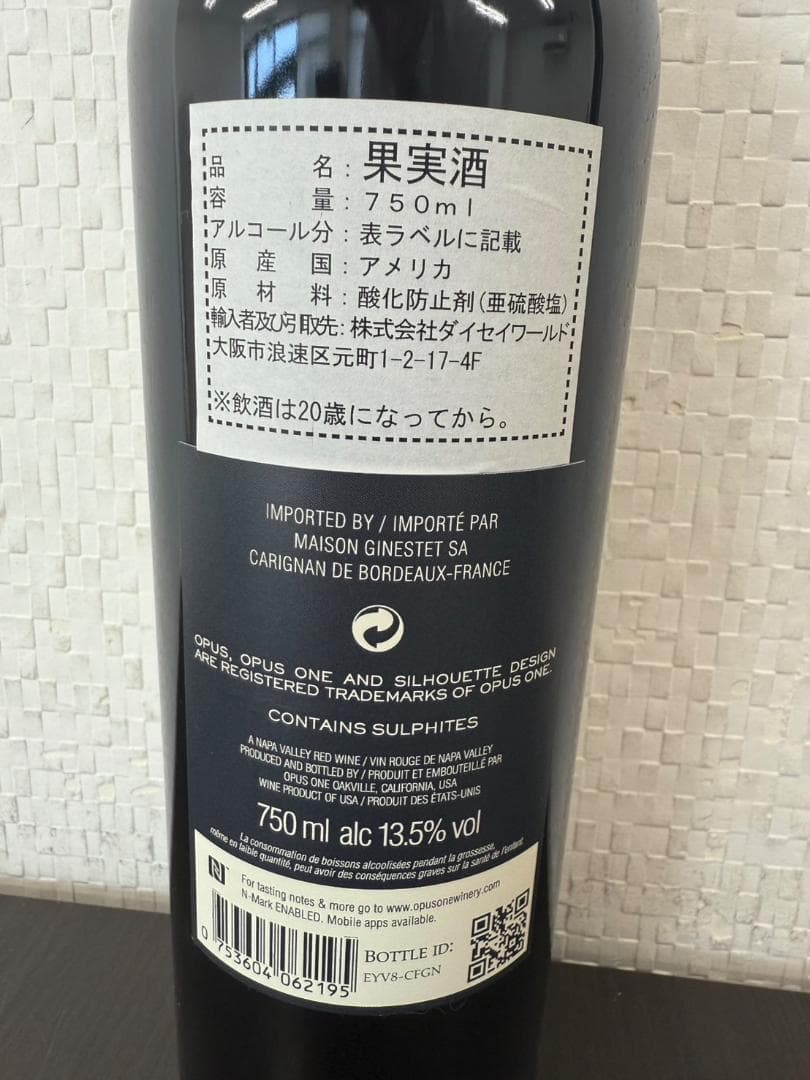 品名：果実酒
容量：７５０ｍｌ
アルコール分：表ラベルに記載
原産国：アメリカ
原材料：酸化防止剤(亜硫酸塩)
輸入者及び引取先：株式会社ダイセイワールド
大阪市浪速区元町1-2-17-4F
※飲酒は20歳になってから。
IMPORTED BY / IMPORTÉ PAR
MAISON GINESTET SA
CARIGNAN DE BORDEAUX-FRANCE
OPUS, OPUS ONE AND SILHOUETTE DESIGN
ARE REGISTERED TRADEMARKS OF OPUS ONE.
CONTAINS SULPHITES
A NAPA VALLEY RED WINE / VIN ROUGE DE NAPA VALLEY
PRODUCED AND BOTTLED BY / PRODUIT ET EMBOUTEILLÉ PAR
OPUS ONE OAKVILLE, CALIFORNIA, USA
WINE PRODUCT OF USA / PRODUIT DES ÉTATS-UNIS
750 ml alc 13.5% vol
La consommation de boissons alcoolisées pendant la grossesse,
même en faible quantité, peut avoir des conséquences graves sur la santé de l'enfant.
For tasting notes & more go to www.opusonewinery.com
N-Mark ENABLED. Mobile apps available.
BOTTLE ID:
EYV8-CFGN
0 753604 062195